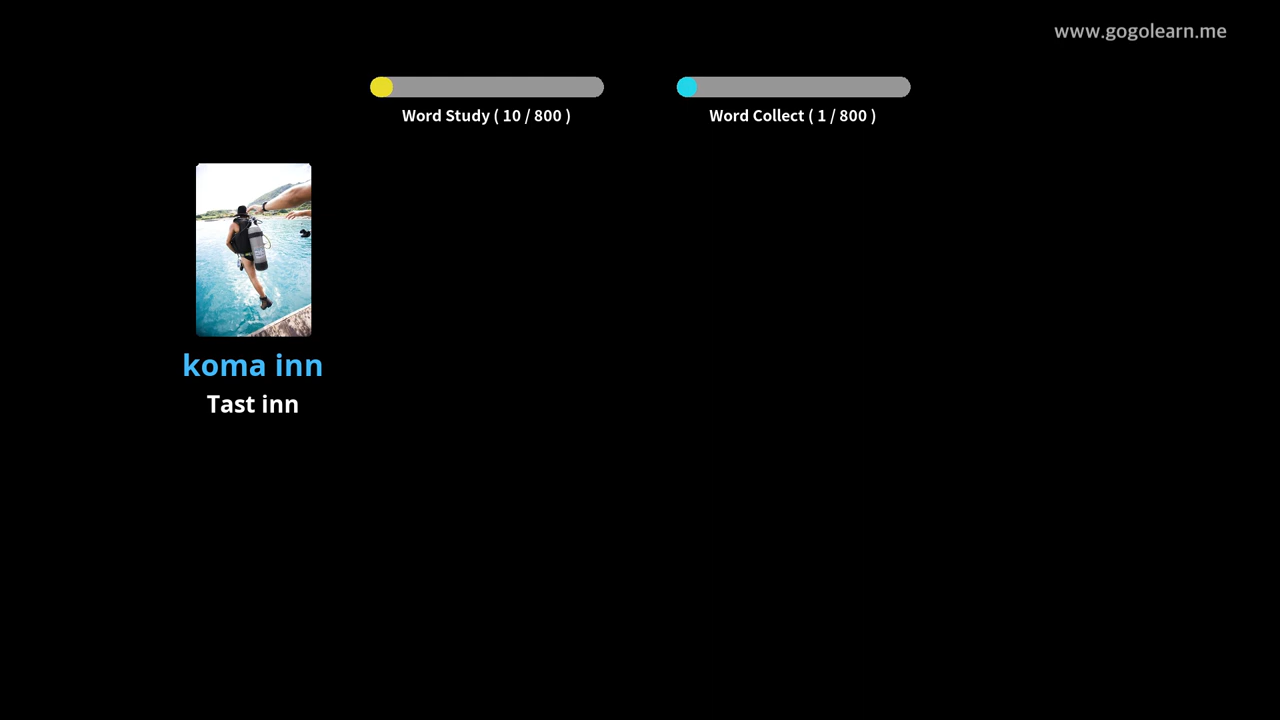 www.gogolearn.me
Word Study ( 10 / 800 )
Word Collect ( 1 / 800 )
koma inn
Tast inn